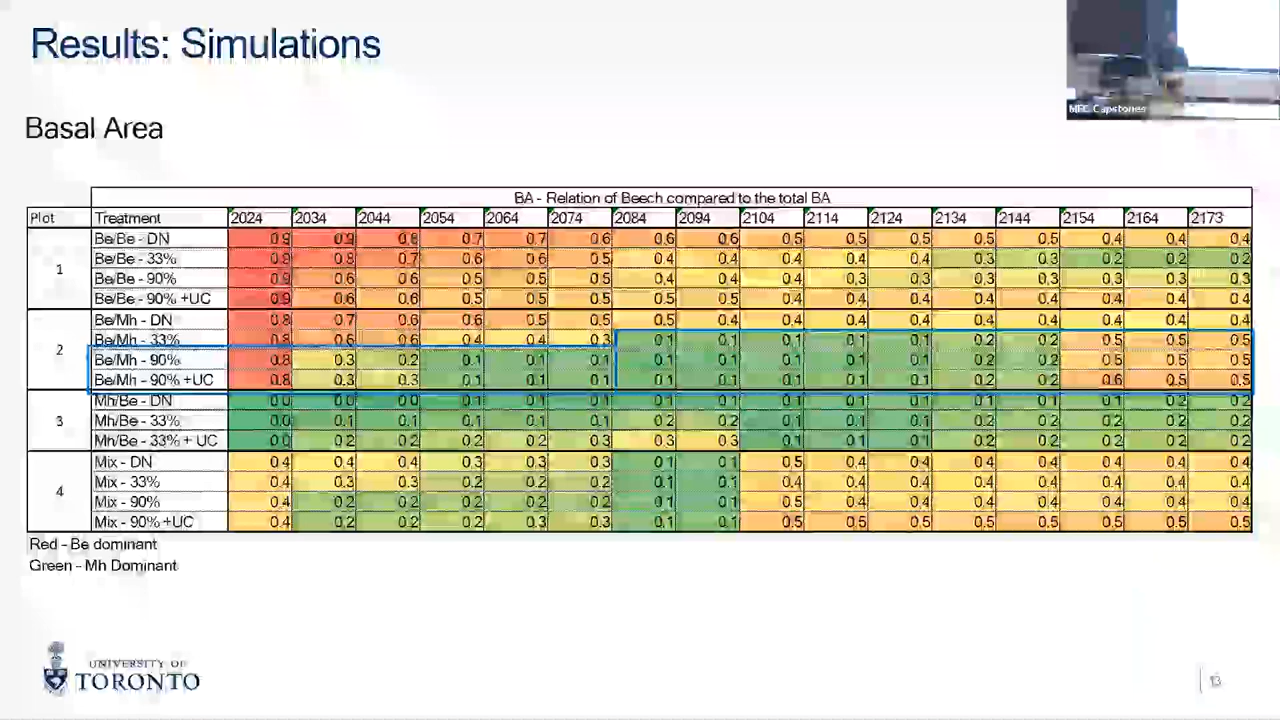 Results: Simulations
MFC Capstones
Basal Area
BA - Relation of Beech compared to the total BA
Plot Treatment 2024 2034 2044 2054 2064 2074 2084 2094 2104 2114 2124 2134 2144 2154 2164 2173
1
Be/Be - DN 0.9 0.9 0.8 0.7 0.7 0.6 0.6 0.6 0.5 0.5 0.5 0.5 0.5 0.4 0.4 0.4
Be/Be - 33% 0.9 0.8 0.7 0.6 0.6 0.5 0.4 0.4 0.4 0.4 0.4 0.3 0.3 0.2 0.2 0.2
Be/Be - 90% 0.9 0.6 0.6 0.5 0.5 0.5 0.4 0.4 0.4 0.3 0.3 0.3 0.3 0.3 0.3 0.3
Be/Be - 90% +UC 0.9 0.6 0.6 0.5 0.5 0.5 0.5 0.5 0.4 0.4 0.4 0.4 0.4 0.4 0.4 0.4
2
Be/Mh - DN 0.8 0.7 0.6 0.6 0.5 0.5 0.5 0.4 0.4 0.4 0.4 0.4 0.4 0.4 0.4 0.4
Be/Mh - 33% 0.8 0.6 0.6 0.4 0.4 0.3 0.1 0.1 0.1 0.1 0.1 0.2 0.2 0.5 0.5 0.5
Be/Mh - 90% 0.8 0.3 0.2 0.1 0.1 0.1 0.1 0.1 0.1 0.1 0.1 0.2 0.2 0.5 0.5 0.5
Be/Mh - 90% +UC 0.8 0.3 0.3 0.1 0.1 0.1 0.1 0.1 0.1 0.1 0.1 0.2 0.2 0.6 0.5 0.5
3
Mh/Be - DN 0.0 0.0 0.0 0.1 0.1 0.1 0.1 0.1 0.1 0.1 0.1 0.1 0.1 0.1 0.2 0.2
Mh/Be - 33% 0.0 0.1 0.1 0.1 0.1 0.1 0.2 0.2 0.1 0.1 0.1 0.2 0.2 0.2 0.2 0.2
Mh/Be - 33% + UC 0.0 0.2 0.2 0.2 0.2 0.3 0.3 0.3 0.1 0.1 0.1 0.2 0.2 0.2 0.2 0.2
4
Mix - DN 0.4 0.4 0.4 0.3 0.3 0.3 0.1 0.1 0.5 0.4 0.4 0.4 0.4 0.4 0.4 0.4
Mix - 33% 0.4 0.3 0.3 0.2 0.2 0.2 0.1 0.1 0.4 0.4 0.4 0.4 0.4 0.4 0.4 0.4
Mix - 90% 0.4 0.2 0.2 0.2 0.2 0.2 0.1 0.1 0.5 0.4 0.4 0.4 0.4 0.4 0.4 0.4
Mix - 90% +UC 0.4 0.2 0.2 0.2 0.3 0.3 0.1 0.1 0.5 0.5 0.5 0.5 0.5 0.5 0.5 0.5
Red - Be dominant
Green - Mh Dominant
UNIVERSITY OF
TORONTO
13